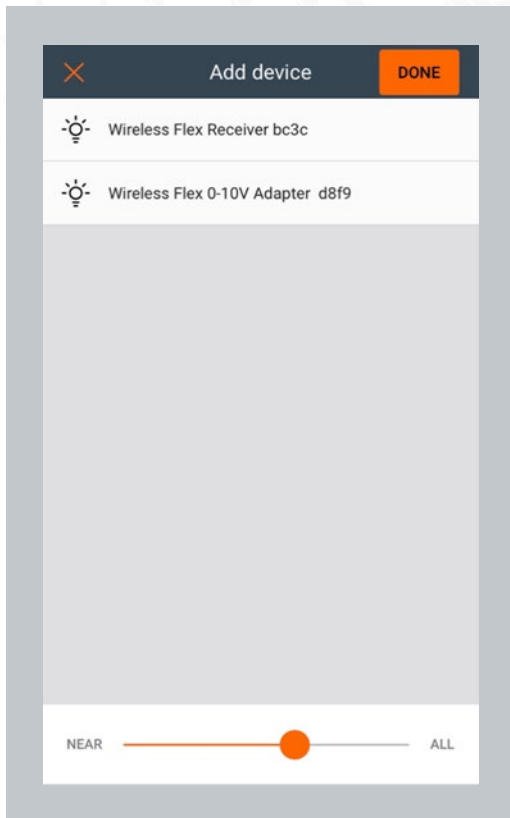 Add device
DONE
Wireless Flex Receiver bc3c
Wireless Flex 0-10V Adapter d8f9
NEAR
ALL